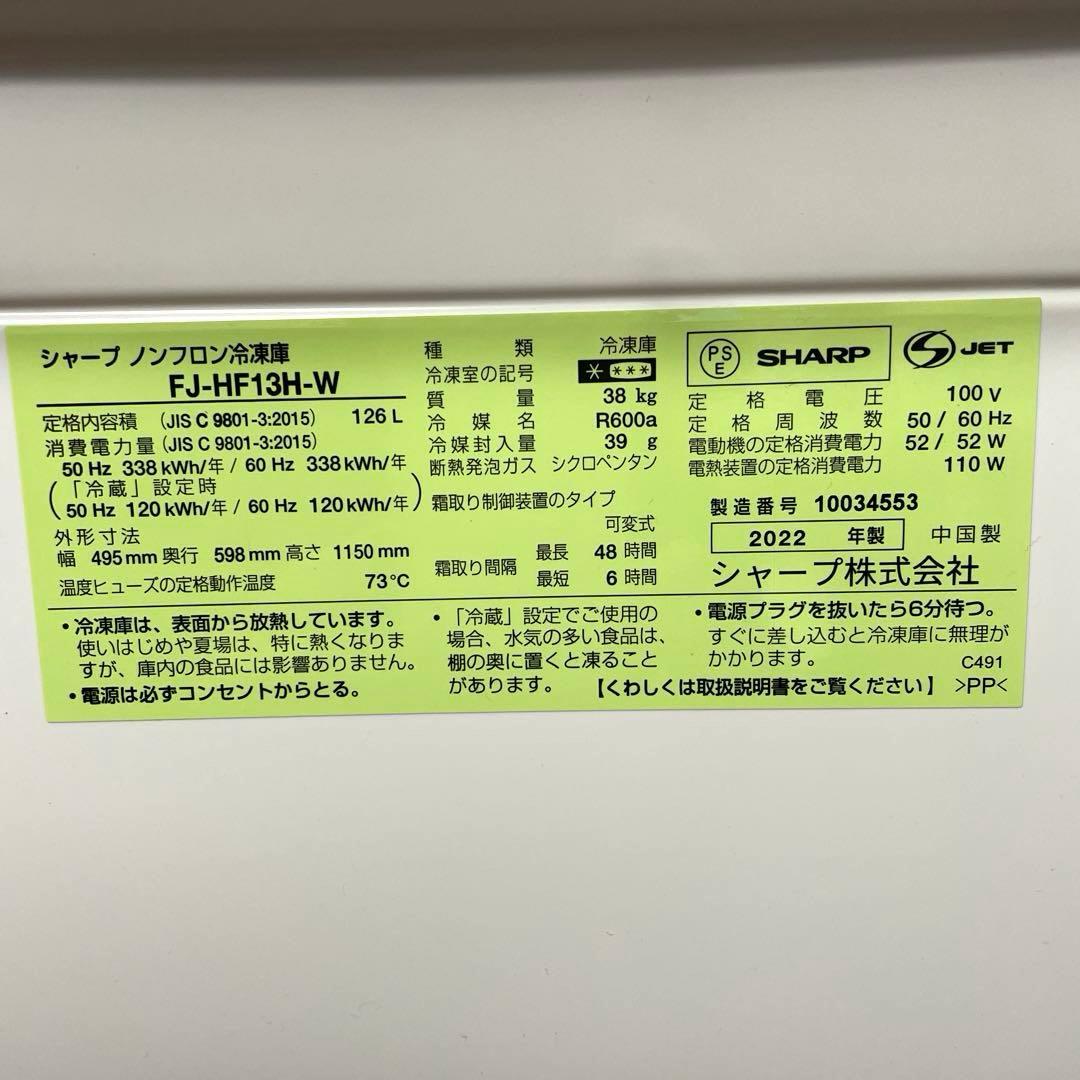 シャープ ノンフロン冷凍庫
FJ-HF13H-W
定格内容積 (JIS C 9801-3:2015) 126 L
消費電力量 (JIS C 9801-3:2015)
50 Hz 338 kWh/年 / 60 Hz 338 kWh/年
(「冷蔵」設定時
50 Hz 120 kWh/年 / 60 Hz 120 kWh/年)
外形寸法
幅 495 mm 奥行 598 mm 高さ 1150 mm
温度ヒューズの定格動作温度 73℃
種類 冷凍庫
冷凍室の記号 * ***
質量 38 kg
冷媒名 R600a
冷媒封入量 39 g
断熱発泡ガス シクロペンタン
霜取り制御装置のタイプ
可変式
霜取り間隔 最長 48 時間
最短 6 時間
PSE SHARP
S JET
定格電圧 100 V
定格周波数 50 / 60 Hz
電動機の定格消費電力 52 / 52 W
電熱装置の定格消費電力 110 W
製造番号 10034553
2022 年製 中国製
シャープ株式会社
・冷凍庫は、表面から放熱しています。
使いはじめや夏場は、特に熱くなりま
すが、庫内の食品には影響ありません。
・電源は必ずコンセントからとる。
・「冷蔵」設定でご使用の
場合、水気の多い食品は、
棚の奥に置くと凍ること
があります。
・電源プラグを抜いたら6分待つ。
すぐに差し込むと冷凍庫に無理が
かかります。 C491
【くわしくは取扱説明書をご覧ください】 >PP<